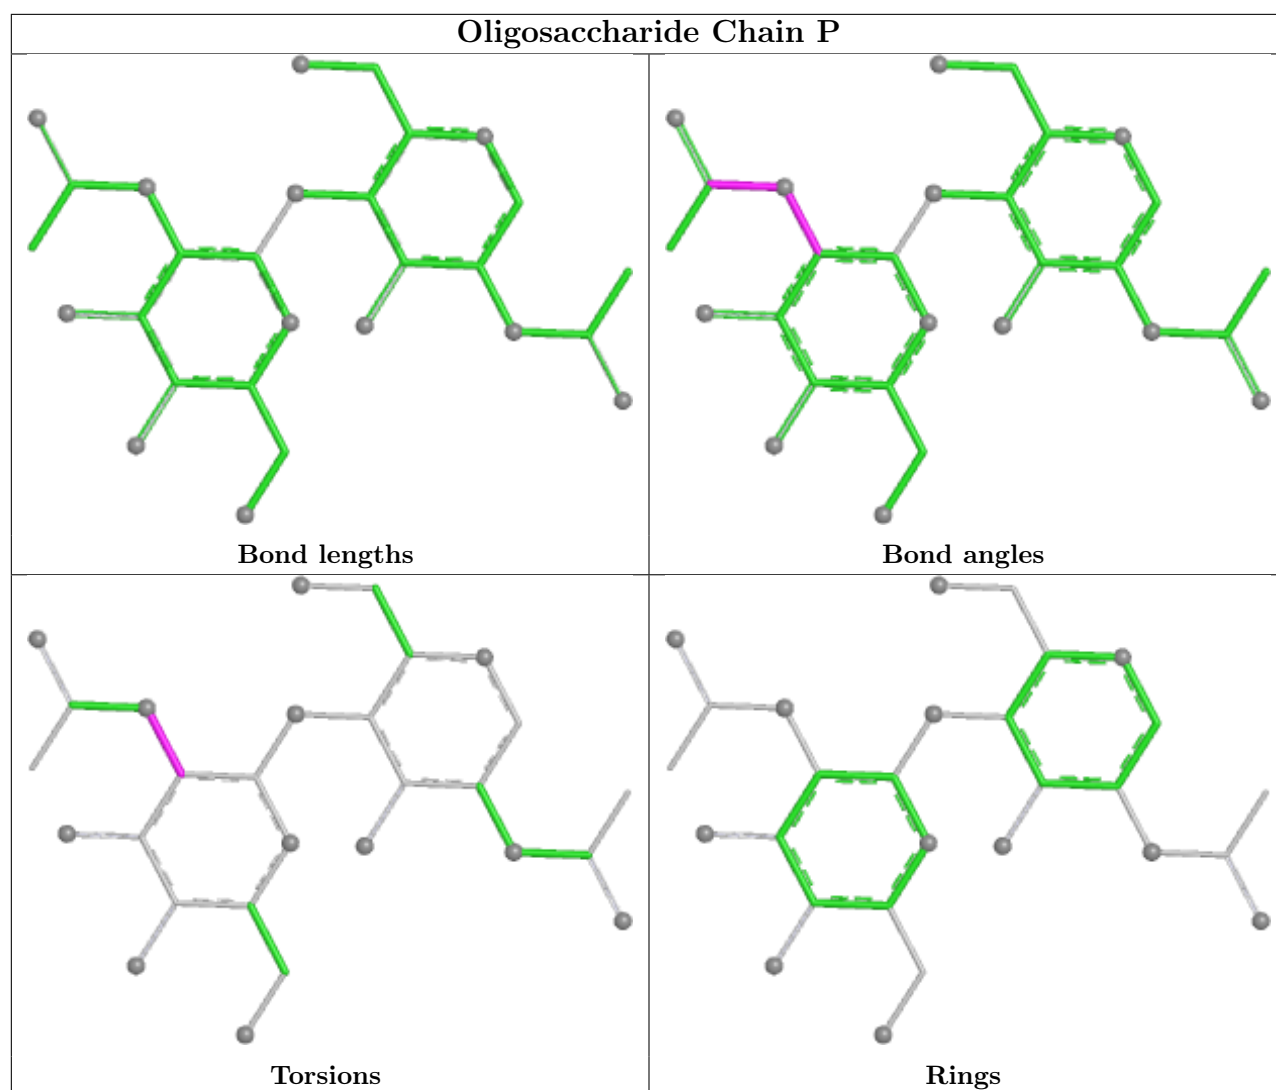 Oligosaccharide Chain P
Bond lengths
Bond angles
Torsions
Rings